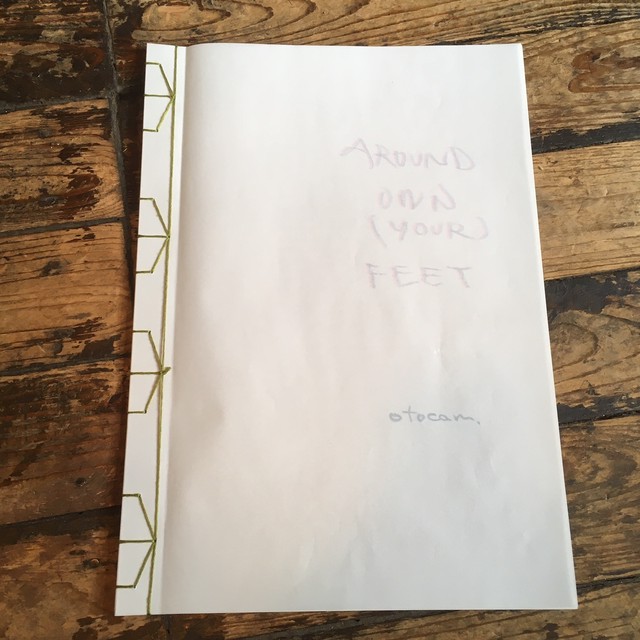 AROUND
OWN
(YOUR)
FEET
otocam.